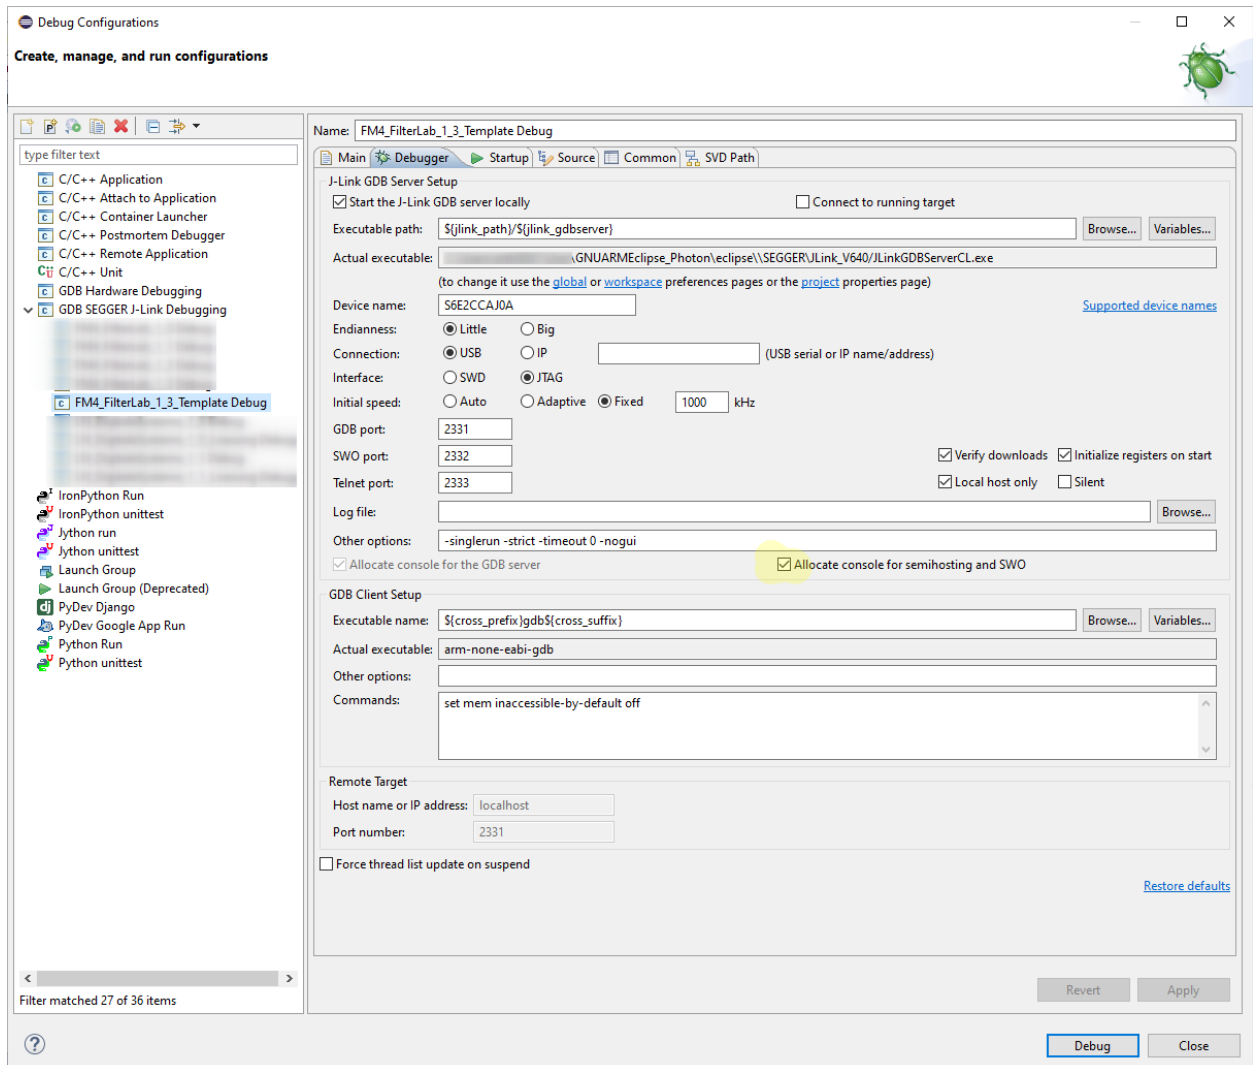 Debug Configurations
Create, manage, and run configurations
type filter text
C/C++ Application
C/C++ Attach to Application
C/C++ Container Launcher
C/C++ Postmortem Debugger
C/C++ Remote Application
C/C++ Unit
GDB Hardware Debugging
GDB SEGGER J-Link Debugging
FM4_FilterLab_1_3_Template Debug
IronPython Run
IronPython unittest
Jython run
Jython unittest
Launch Group
Launch Group (Deprecated)
PyDev Django
PyDev Google App Run
Python Run
Python unittest
Filter matched 27 of 36 items
Name: FM4_FilterLab_1_3_Template Debug
Main Debugger Startup Source Common SVD Path
J-Link GDB Server Setup
Start the J-Link GDB server locally Connect to running target
Executable path: ${jlink_path}/${jlink_gdbserver} Browse... Variables...
Actual executable: \GNUARMEclipse_Photon\eclipse\\SEGGER\JLink_V640/JLinkGDBServerCL.exe
(to change it use the global or workspace preferences pages or the project properties page)
Device name: S6E2CCAJ0A Supported device names
Endianness: Little Big
Connection: USB IP (USB serial or IP name/address)
Interface: SWD JTAG
Initial speed: Auto Adaptive Fixed 1000 kHz
GDB port: 2331
SWO port: 2332 Verify downloads Initialize registers on start
Telnet port: 2333 Local host only Silent
Log file: Browse...
Other options: -singlerun -strict -timeout 0 -nogui
Allocate console for the GDB server Allocate console for semihosting and SWO
GDB Client Setup
Executable name: ${cross_prefix}gdb${cross_suffix} Browse... Variables...
Actual executable: arm-none-eabi-gdb
Other options:
Commands: set mem inaccessible-by-default off
Remote Target
Host name or IP address: localhost
Port number: 2331
Force thread list update on suspend
Restore defaults
Revert Apply
Debug Close